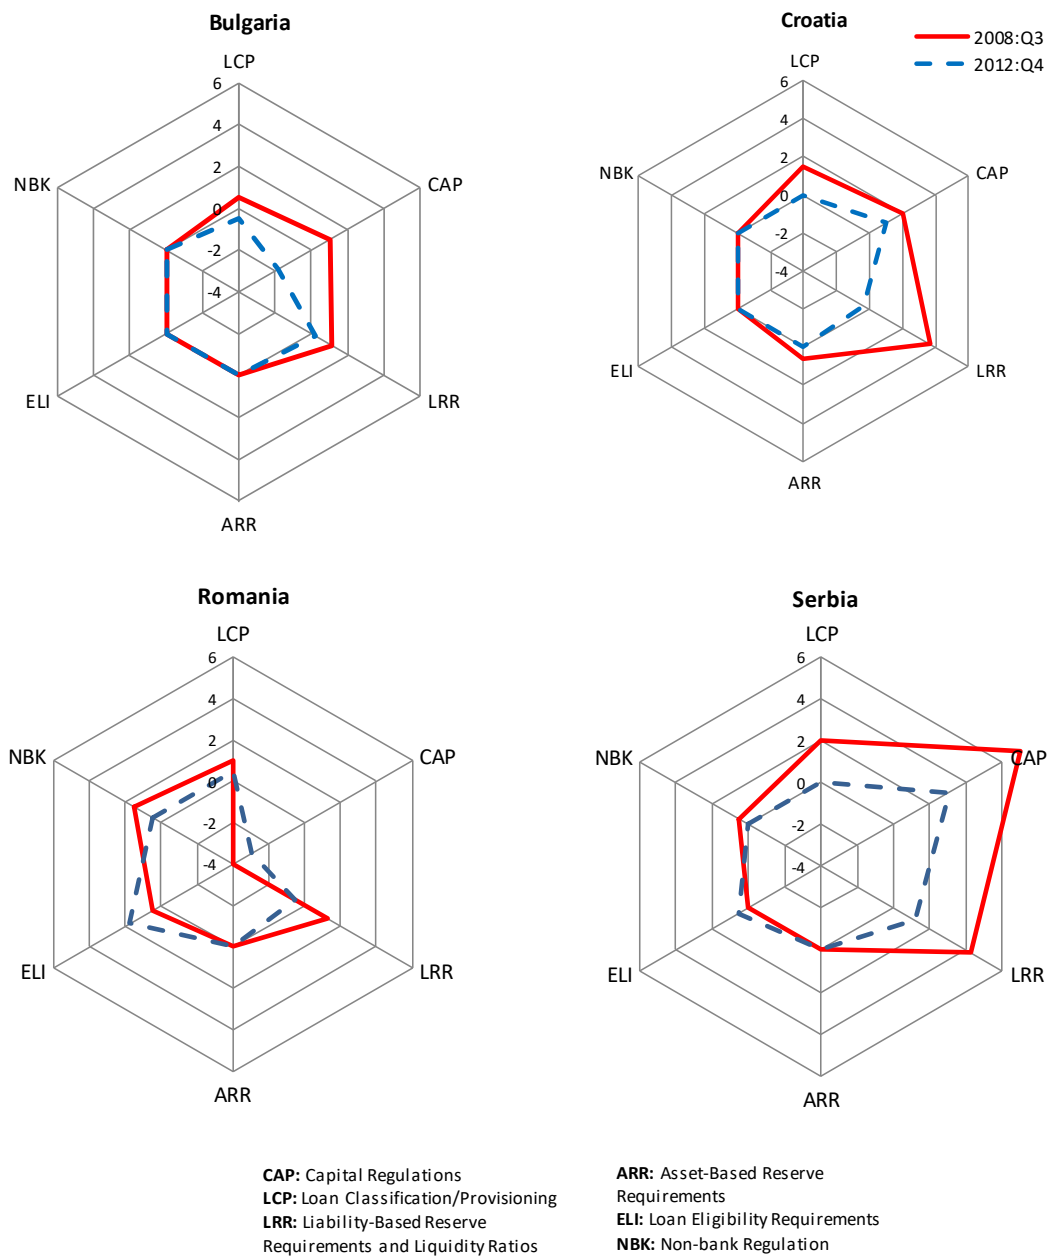 Bulgaria
LCP
6
4
2
0
-2
-4
NBK
CAP
ELI
LRR
ARR
Croatia
2008:Q3
2012:Q4
LCP
6
4
2
0
-2
-4
NBK
CAP
ELI
LRR
ARR
Romania
LCP
6
4
2
0
-2
-4
NBK
CAP
ELI
LRR
ARR
Serbia
LCP
6
4
2
0
-2
-4
NBK
CAP
ELI
LRR
ARR
CAP: Capital Regulations
LCP: Loan Classification/Provisioning
LRR: Liability-Based Reserve
Requirements and Liquidity Ratios
ARR: Asset-Based Reserve
Requirements
ELI: Loan Eligibility Requirements
NBK: Non-bank Regulation